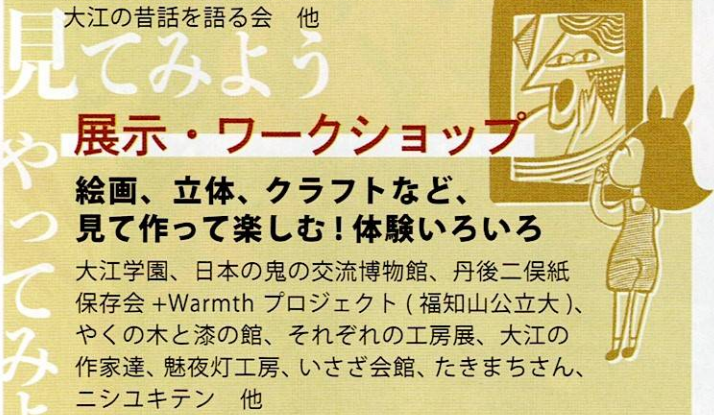 大江の昔話を語る会　他
見てみよう
やってみよ
展示・ワークショップ
絵画、立体、クラフトなど、
見て作って楽しむ!体験いろいろ
大江学園、日本の鬼の交流博物館、丹後二俣紙
保存会+Warmth プロジェクト(福知山公立大)、
やくの木と漆の館、それぞれの工房展、大江の
作家達、魅夜灯工房、いさざ会館、たきまちさん、
ニシユキテン　他